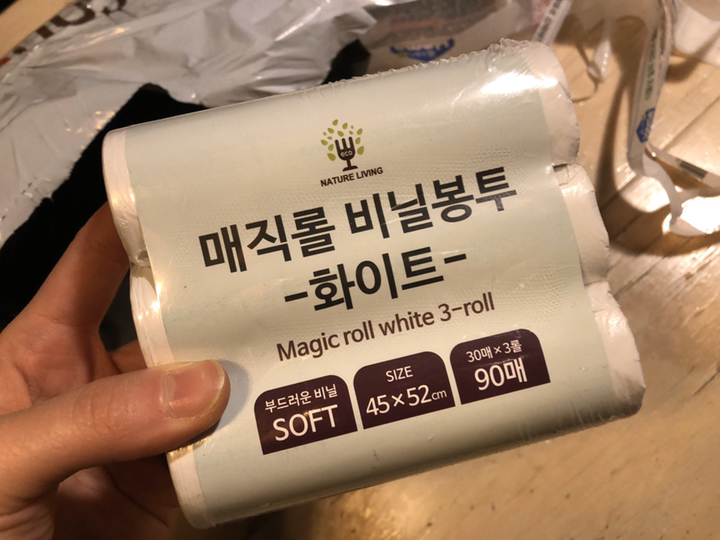 eco
NATURE LIVING
매직롤 비닐봉투
-화이트-
Magic roll white 3-roll
부드러운 비닐
SOFT
SIZE
45×52cm
30매×3롤
90매